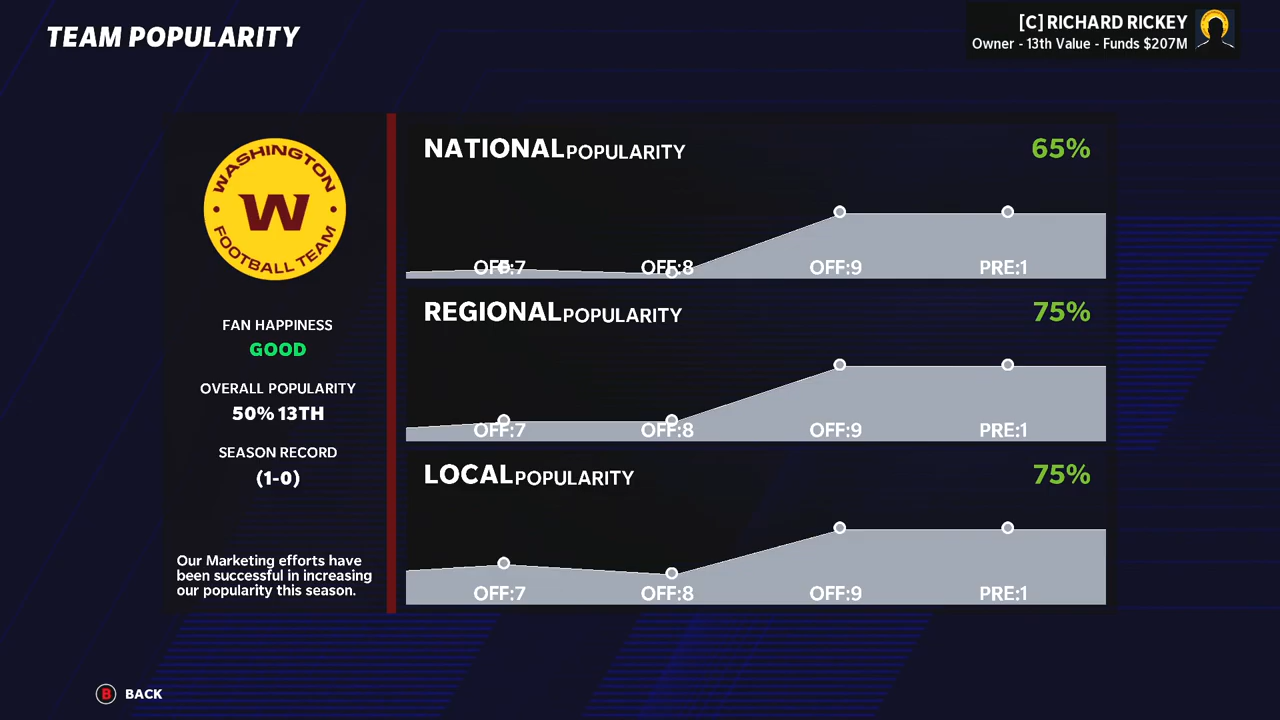 TEAM POPULARITY
[C] RICHARD RICKEY
Owner - 13th Value - Funds $207M
WASHINGTON
W
FOOTBALL TEAM
FAN HAPPINESS
GOOD
OVERALL POPULARITY
50% 13TH
SEASON RECORD
(1-0)
Our Marketing efforts have
been successful in increasing
our popularity this season.
NATIONAL POPULARITY 65%
OFF:7 OFF:8 OFF:9 PRE:1
REGIONAL POPULARITY 75%
OFF:7 OFF:8 OFF:9 PRE:1
LOCAL POPULARITY 75%
OFF:7 OFF:8 OFF:9 PRE:1
B BACK